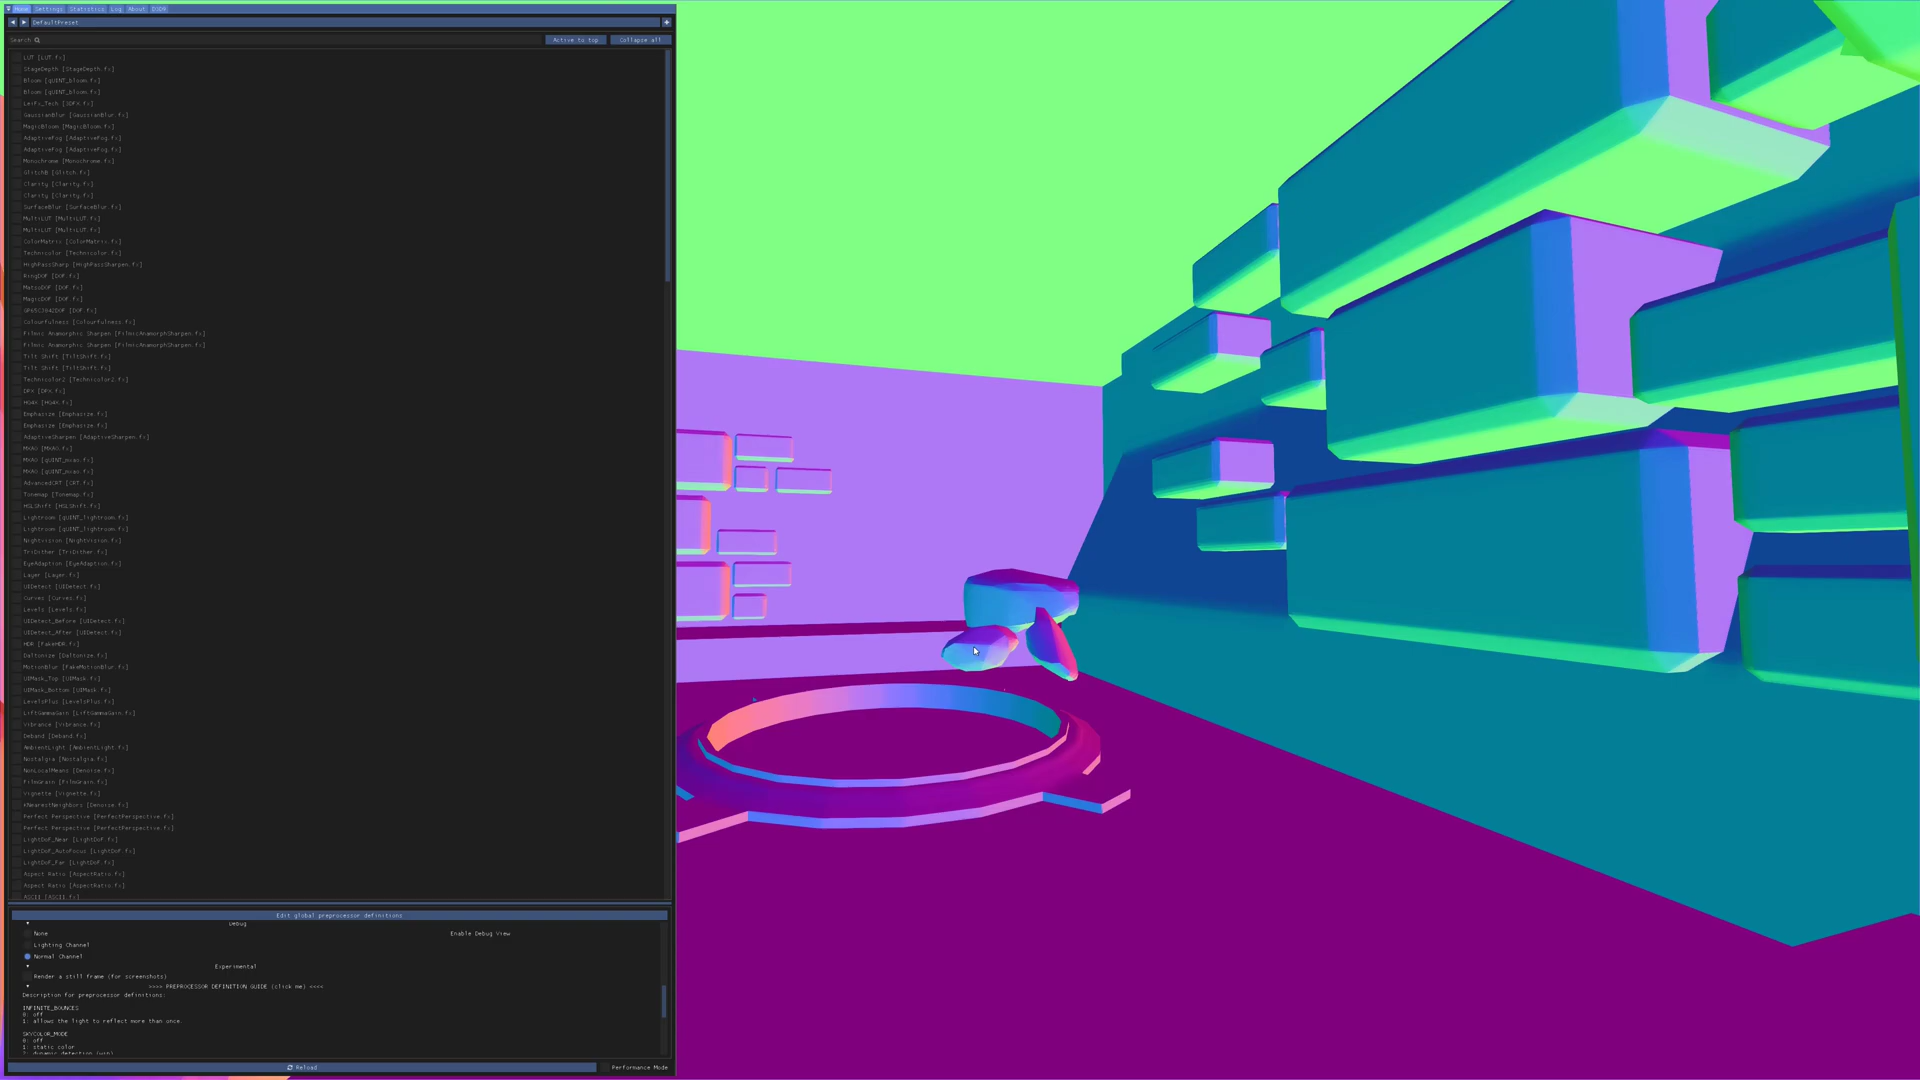 Home Settings Statistics Log About D3D9
DefaultPreset
+
Search
Active to top
Collapse all
LUT [LUT.fx]
StageDepth [StageDepth.fx]
Bloom [qUINT_bloom.fx]
Bloom [qUINT_bloom.fx]
LeiFx_Tech [3DFX.fx]
GaussianBlur [GaussianBlur.fx]
MagicBloom [MagicBloom.fx]
AdaptiveFog [AdaptiveFog.fx]
AdaptiveFog [AdaptiveFog.fx]
Monochrome [Monochrome.fx]
GlitchB [Glitch.fx]
Clarity [Clarity.fx]
Clarity [Clarity.fx]
SurfaceBlur [SurfaceBlur.fx]
MultiLUT [MultiLUT.fx]
MultiLUT [MultiLUT.fx]
ColorMatrix [ColorMatrix.fx]
Technicolor [Technicolor.fx]
HighPassSharp [HighPassSharpen.fx]
RingDOF [DOF.fx]
MatsoDOF [DOF.fx]
MagicDOF [DOF.fx]
GP65CJ042DOF [DOF.fx]
Colourfulness [Colourfulness.fx]
Filmic Anamorphic Sharpen [FilmicAnamorphSharpen.fx]
Filmic Anamorphic Sharpen [FilmicAnamorphSharpen.fx]
Tilt Shift [TiltShift.fx]
Tilt Shift [TiltShift.fx]
Technicolor2 [Technicolor2.fx]
DPX [DPX.fx]
HQ4X [HQ4X.fx]
Emphasize [Emphasize.fx]
Emphasize [Emphasize.fx]
AdaptiveSharpen [AdaptiveSharpen.fx]
MXAO [MXAO.fx]
MXAO [qUINT_mxao.fx]
MXAO [qUINT_mxao.fx]
AdvancedCRT [CRT.fx]
Tonemap [Tonemap.fx]
HSLShift [HSLShift.fx]
Lightroom [qUINT_lightroom.fx]
Lightroom [qUINT_lightroom.fx]
Nightvision [NightVision.fx]
TriDither [TriDither.fx]
EyeAdaption [EyeAdaption.fx]
Layer [Layer.fx]
UIDetect [UIDetect.fx]
Curves [Curves.fx]
Levels [Levels.fx]
UIDetect_Before [UIDetect.fx]
UIDetect_After [UIDetect.fx]
HDR [FakeHDR.fx]
Daltonize [Daltonize.fx]
MotionBlur [FakeMotionBlur.fx]
UIMask_Top [UIMask.fx]
UIMask_Bottom [UIMask.fx]
LevelsPlus [LevelsPlus.fx]
LiftGammaGain [LiftGammaGain.fx]
Vibrance [Vibrance.fx]
Deband [Deband.fx]
AmbientLight [AmbientLight.fx]
Nostalgia [Nostalgia.fx]
NonLocalMeans [Denoise.fx]
FilmGrain [FilmGrain.fx]
Vignette [Vignette.fx]
KNearestNeighbors [Denoise.fx]
Perfect Perspective [PerfectPerspective.fx]
Perfect Perspective [PerfectPerspective.fx]
LightDoF_Near [LightDoF.fx]
LightDoF_AutoFocus [LightDoF.fx]
LightDoF_Far [LightDoF.fx]
Aspect Ratio [AspectRatio.fx]
Aspect Ratio [AspectRatio.fx]
ASCII [ASCII.fx]
Edit global preprocessor definitions
Debug
None
Enable Debug View
Lighting Channel
Normal Channel
Experimental
Render a still frame (for screenshots)
>>>> PREPROCESSOR DEFINITION GUIDE (click me) <<<<
Description for preprocessor definitions:
INFINITE_BOUNCES
0: off
1: allows the light to reflect more than once.
SKYCOLOR_MODE
0: off
1: static color
2: dynamic detection (wip)
Reload
Performance Mode